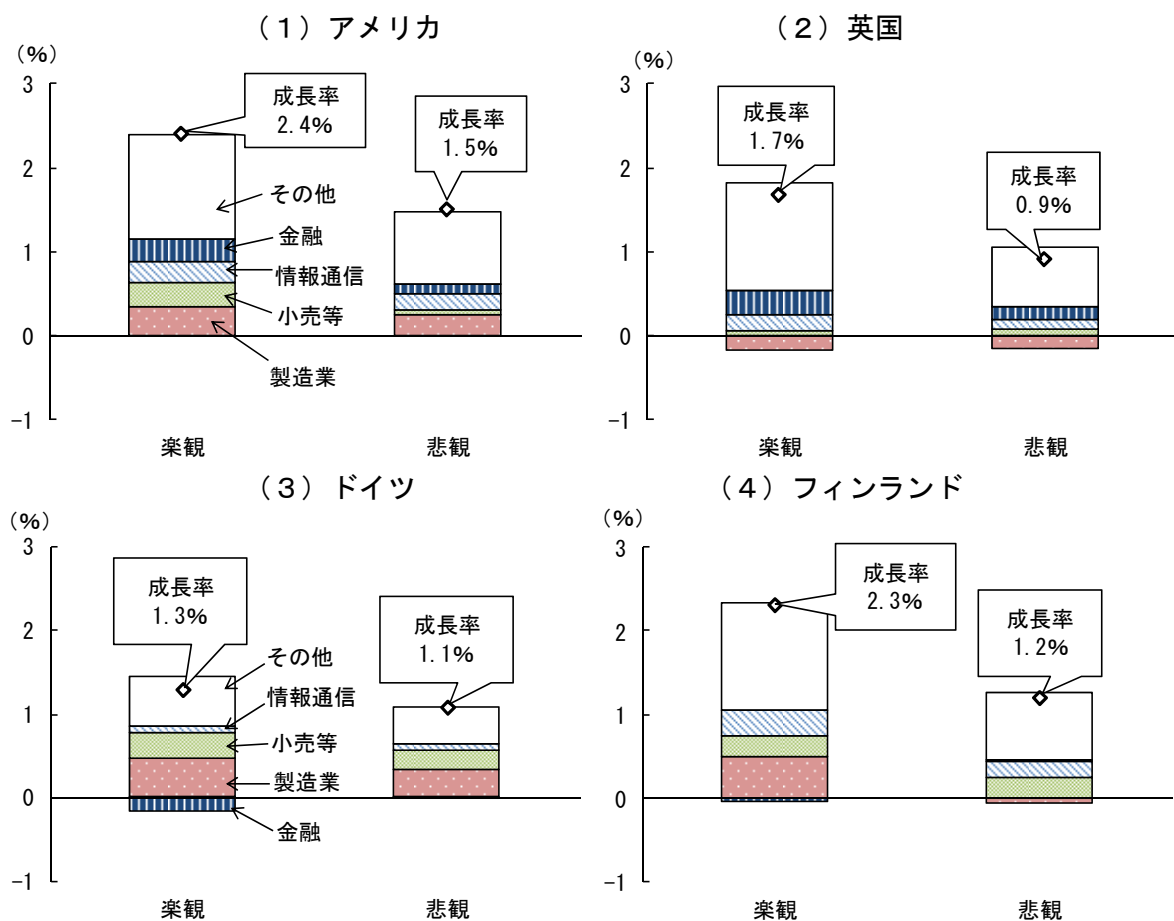 （１）アメリカ
（%）
3
2
1
0
−1
成長率
2.4%
成長率
1.5%
その他
金融
情報通信
小売等
製造業
楽観
悲観
（２）英国
（%）
3
2
1
0
−1
成長率
1.7%
成長率
0.9%
楽観
悲観
（３）ドイツ
（%）
3
2
1
0
−1
成長率
1.3%
成長率
1.1%
その他
情報通信
小売等
製造業
金融
楽観
悲観
（４）フィンランド
（%）
3
2
1
0
−1
成長率
2.3%
成長率
1.2%
楽観
悲観